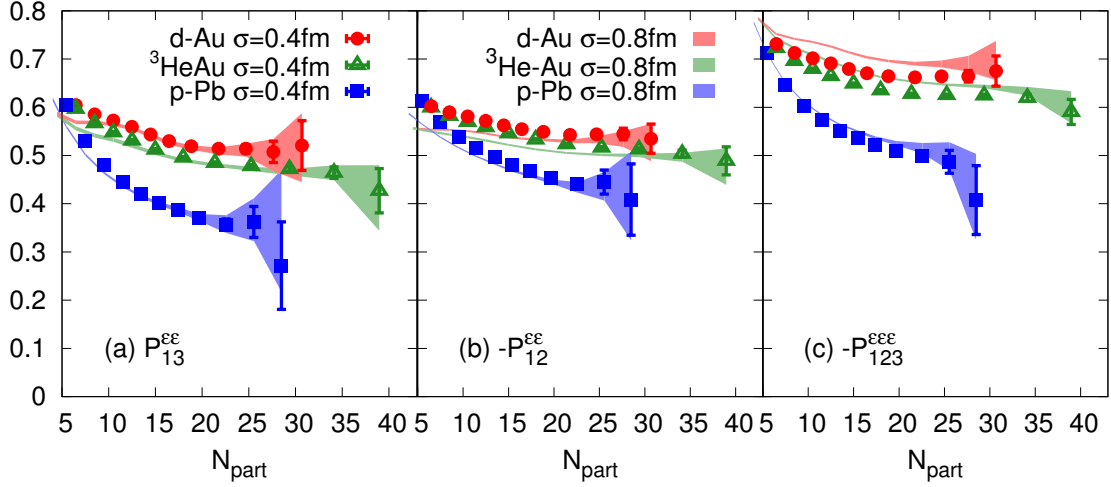 0.8
0.7
0.6
0.5
0.4
0.3
0.2
0.1
0
d-Au σ=0.4fm
³HeAu σ=0.4fm
p-Pb σ=0.4fm
d-Au σ=0.8fm
³He-Au σ=0.8fm
p-Pb σ=0.8fm
(a) P₁₃^εε
(b) -P₁₂^εε
(c) -P₁₂₃^εεε
5 10 15 20 25 30 35 40
5 10 15 20 25 30 35 40
5 10 15 20 25 30 35 40
N_part
N_part
N_part